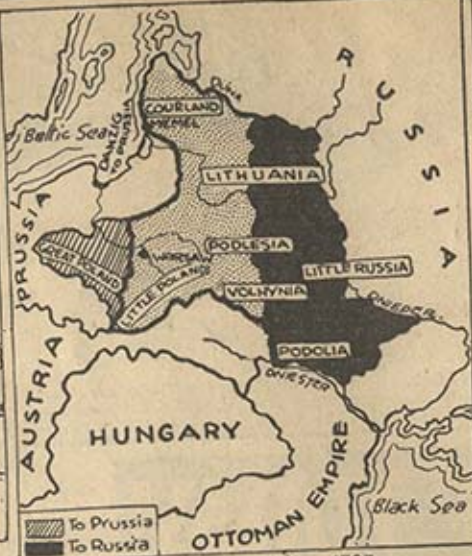 RUSSIA
Düna
COURLAND
MEMEL
Baltic Sea
DANZIG
TO PRUSSIA
LITHUANIA
PRUSSIA
GREAT POLAND
WARSAW
PODLESIA
LITTLE RUSSIA
LITTLE POLAND
VOLHYNIA
DNIEPER
PODOLIA
DNIESTER
AUSTRIA
HUNGARY
OTTOMAN EMPIRE
Black Sea
To Prussia
To Russia